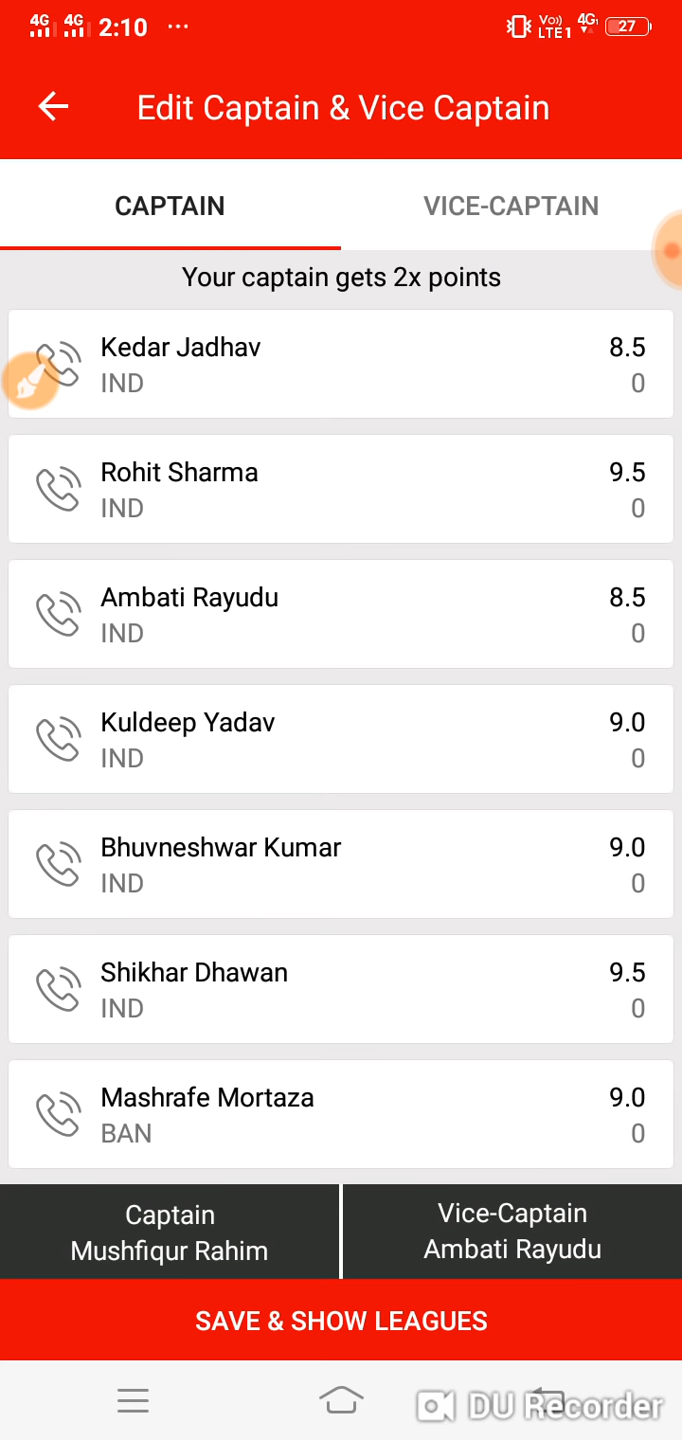 4G 4G 2:10 ... Vo)) LTE1 4G 27
Edit Captain & Vice Captain
CAPTAIN VICE-CAPTAIN
Your captain gets 2x points
Kedar Jadhav 8.5
IND 0
Rohit Sharma 9.5
IND 0
Ambati Rayudu 8.5
IND 0
Kuldeep Yadav 9.0
IND 0
Bhuvneshwar Kumar 9.0
IND 0
Shikhar Dhawan 9.5
IND 0
Mashrafe Mortaza 9.0
BAN 0
Captain
Mushfiqur Rahim
Vice-Captain
Ambati Rayudu
SAVE & SHOW LEAGUES
DU Recorder